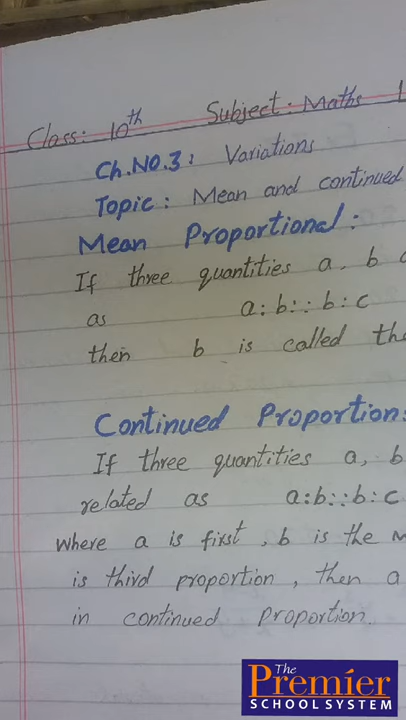 Class: 10th Subject: Maths
Ch.No.3: Variations
Topic: Mean and continued
Mean Proportional:
If three quantities a, b
as a:b::b:c
then b is called the
Continued Proportion:
If three quantities a, b
related as a:b::b:c
where a is first, b is the
is third proportion, then a
in continued proportion.
The
Premier
SCHOOL SYSTEM